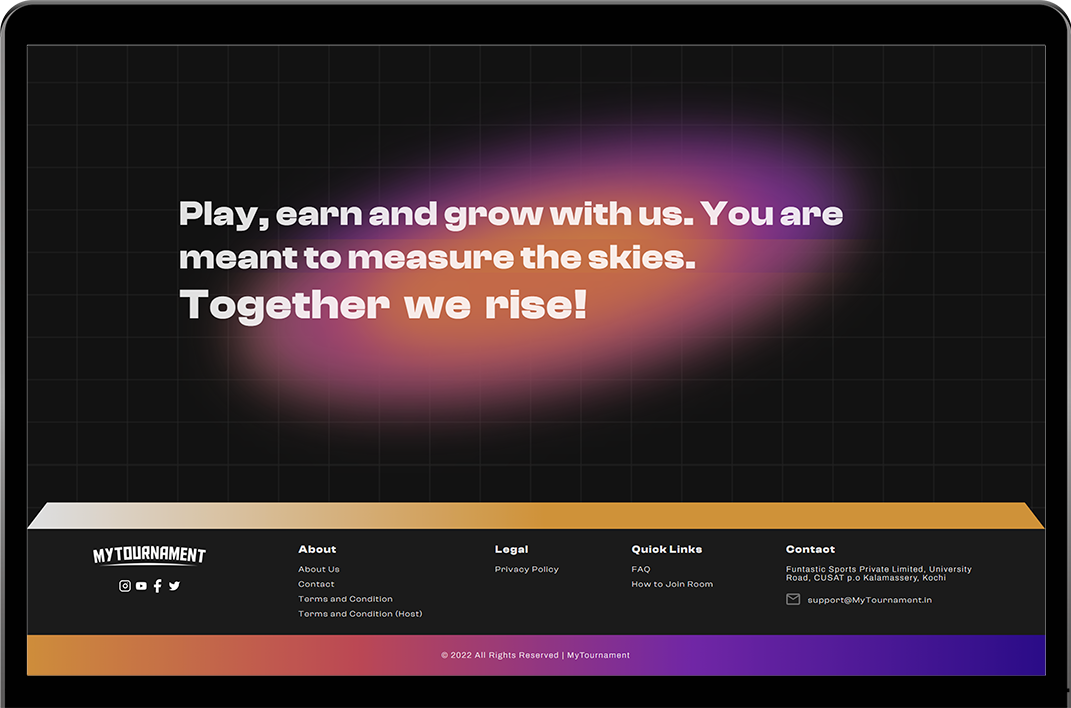 Play, earn and grow with us. You are
meant to measure the skies.
Together we rise!
MYTOURNAMENT
About
About Us
Contact
Terms and Condition
Terms and Condition (Host)
Legal
Privacy Policy
Quick Links
FAQ
How to Join Room
Contact
Funtastic Sports Private Limited, University
Road, CUSAT p.o Kalamassery, Kochi
support@MyTournament.in
© 2022 All Rights Reserved | MyTournament